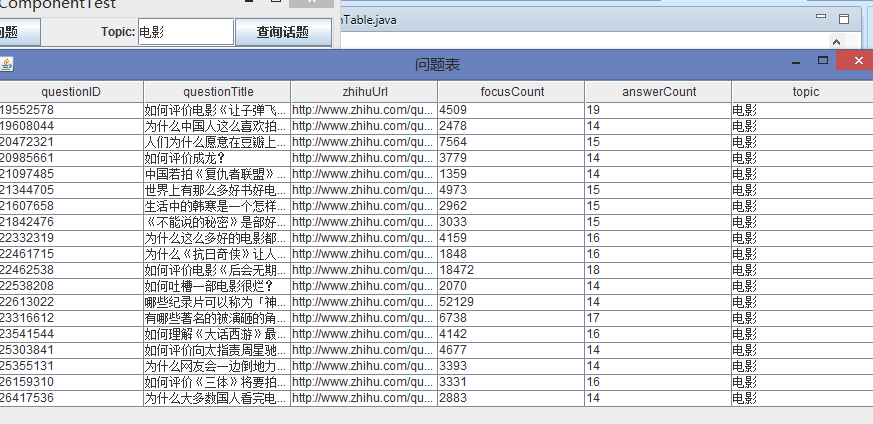 ComponentTest
问题
Topic: 电影 查询话题
nTable.java
问题表
questionID questionTitle zhihuUrl focusCount answerCount topic
19552578 如何评价电影《让子弹飞... http://www.zhihu.com/qu... 4509 19 电影
19608044 为什么中国人这么喜欢拍... http://www.zhihu.com/qu... 2478 14 电影
20472321 人们为什么愿意在豆瓣上... http://www.zhihu.com/qu... 7564 15 电影
20985661 如何评价成龙? http://www.zhihu.com/qu... 3779 14 电影
21097485 中国若拍《复仇者联盟》... http://www.zhihu.com/qu... 1359 14 电影
21344705 世界上有那么多好书好电... http://www.zhihu.com/qu... 4973 15 电影
21607658 生活中的韩寒是一个怎样... http://www.zhihu.com/qu... 2962 15 电影
21842476 《不能说的秘密》是部好... http://www.zhihu.com/qu... 3033 15 电影
22332319 为什么这么多好的电影都... http://www.zhihu.com/qu... 4159 16 电影
22461715 为什么《抗日奇侠》让人... http://www.zhihu.com/qu... 1848 16 电影
22462538 如何评价电影《后会无期... http://www.zhihu.com/qu... 18472 18 电影
22538208 如何吐槽一部电影很烂? http://www.zhihu.com/qu... 2070 14 电影
22613022 哪些纪录片可以称为「神... http://www.zhihu.com/qu... 52129 14 电影
23316612 有哪些著名的被演砸的角... http://www.zhihu.com/qu... 6738 17 电影
23541544 如何理解《大话西游》最... http://www.zhihu.com/qu... 4142 16 电影
25303841 如何评价向太指责周星驰... http://www.zhihu.com/qu... 4677 14 电影
25355131 为什么网友会一边倒地力... http://www.zhihu.com/qu... 3393 14 电影
26159310 如何评价《三体》将要拍... http://www.zhihu.com/qu... 3331 16 电影
26417536 为什么大多数国人看完电... http://www.zhihu.com/qu... 2883 14 电影